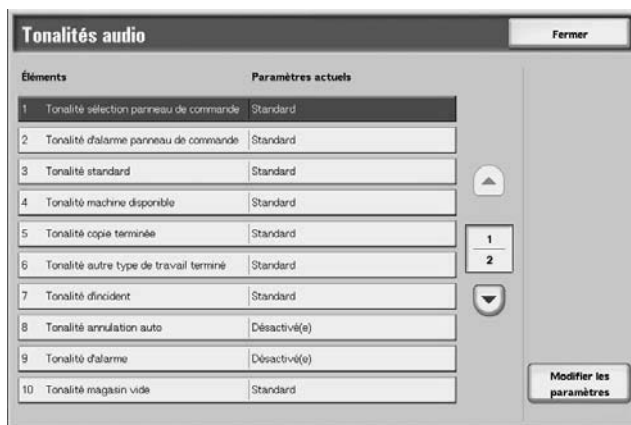 Tonalités audio
Fermer
Éléments Paramètres actuels
1 Tonalité sélection panneau de commande Standard
2 Tonalité d'alarme panneau de commande Standard
3 Tonalité standard Standard
4 Tonalité machine disponible Standard
5 Tonalité copie terminée Standard
6 Tonalité autre type de travail terminé Standard
7 Tonalité d'incident Standard
8 Tonalité annulation auto Désactivé(e)
9 Tonalité d'alarme Désactivé(e)
10 Tonalité magasin vide Standard
1
2
Modifier les
paramètres